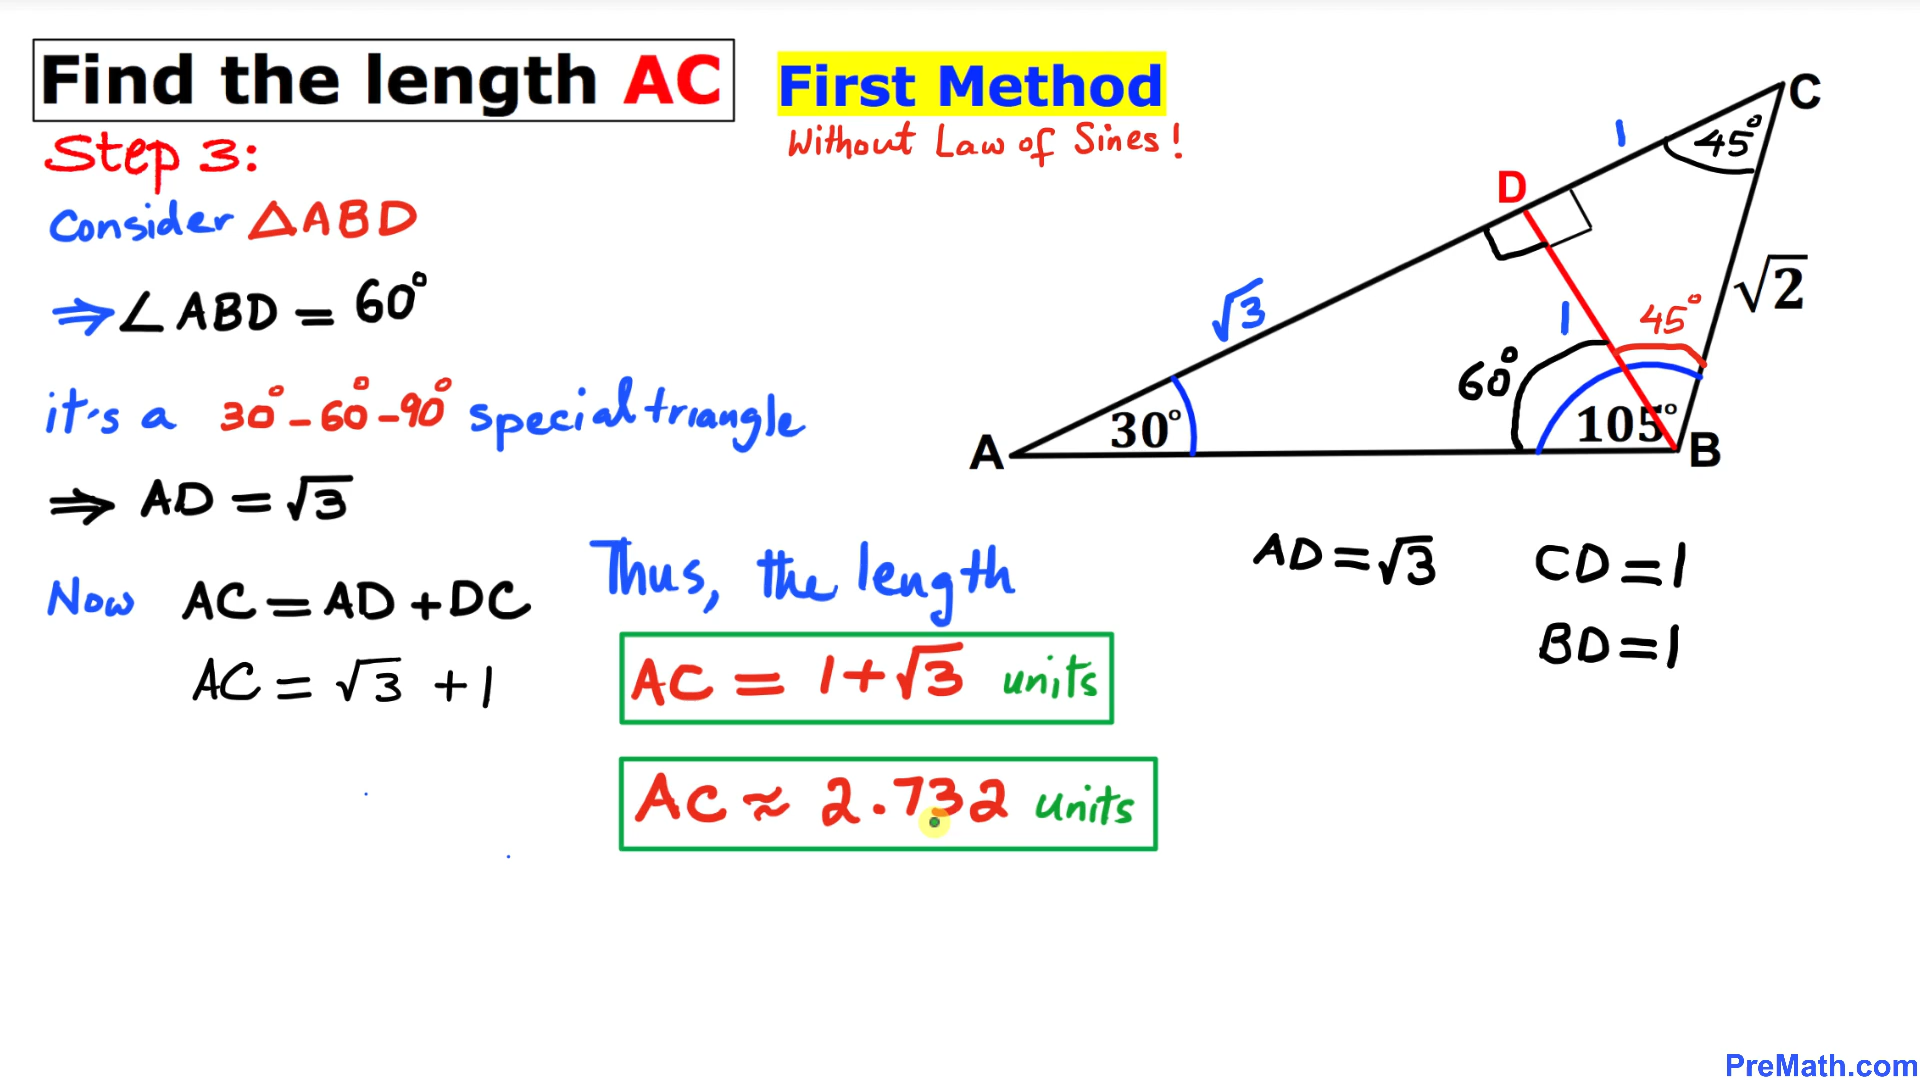 Find the length AC
First Method
Without Law of Sines!
Step 3:
Consider △ABD
⇒∠ABD = 60°
it's a 30°-60°-90° special triangle
⇒ AD = √3
Now AC = AD + DC
AC = √3 + 1
Thus, the length
AC = 1+√3 units
AC ≈ 2.732 units
C
45°
1
D
√2
√3
1
45°
60°
30°
105°
A
B
AD = √3
CD = 1
BD = 1
PreMath.com